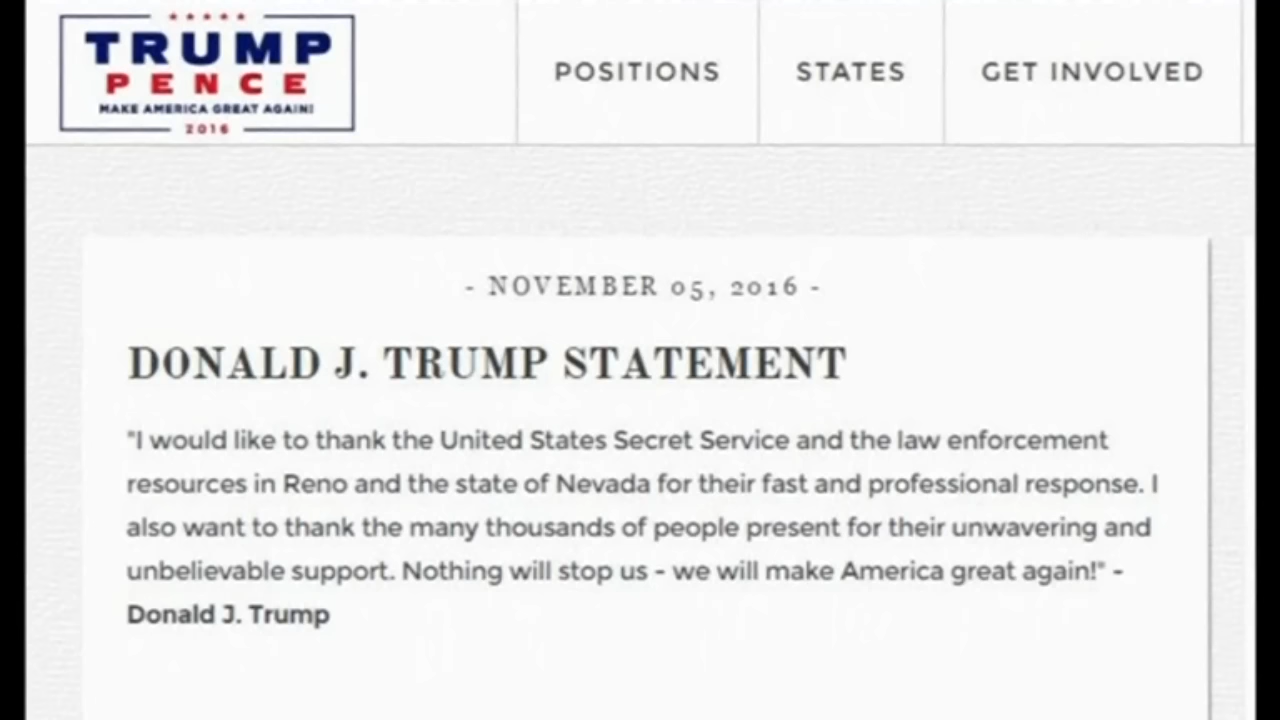 TRUMP
PENCE
MAKE AMERICA GREAT AGAIN!
2016
POSITIONS
STATES
GET INVOLVED
- NOVEMBER 05, 2016 -
DONALD J. TRUMP STATEMENT
"I would like to thank the United States Secret Service and the law enforcement
resources in Reno and the state of Nevada for their fast and professional response. I
also want to thank the many thousands of people present for their unwavering and
unbelievable support. Nothing will stop us - we will make America great again!" -
Donald J. Trump